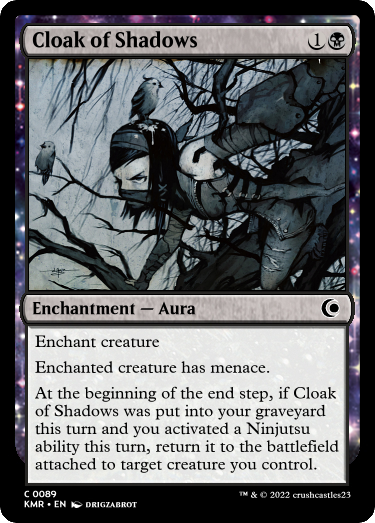 Cloak of Shadows 1
Enchantment — Aura
Enchant creature
Enchanted creature has menace.
At the beginning of the end step, if Cloak
of Shadows was put into your graveyard
this turn and you activated a Ninjutsu
ability this turn, return it to the battlefield
attached to target creature you control.
C 0089
KMR • EN DRIGZABROT
™ & © 2022 crushcastles23